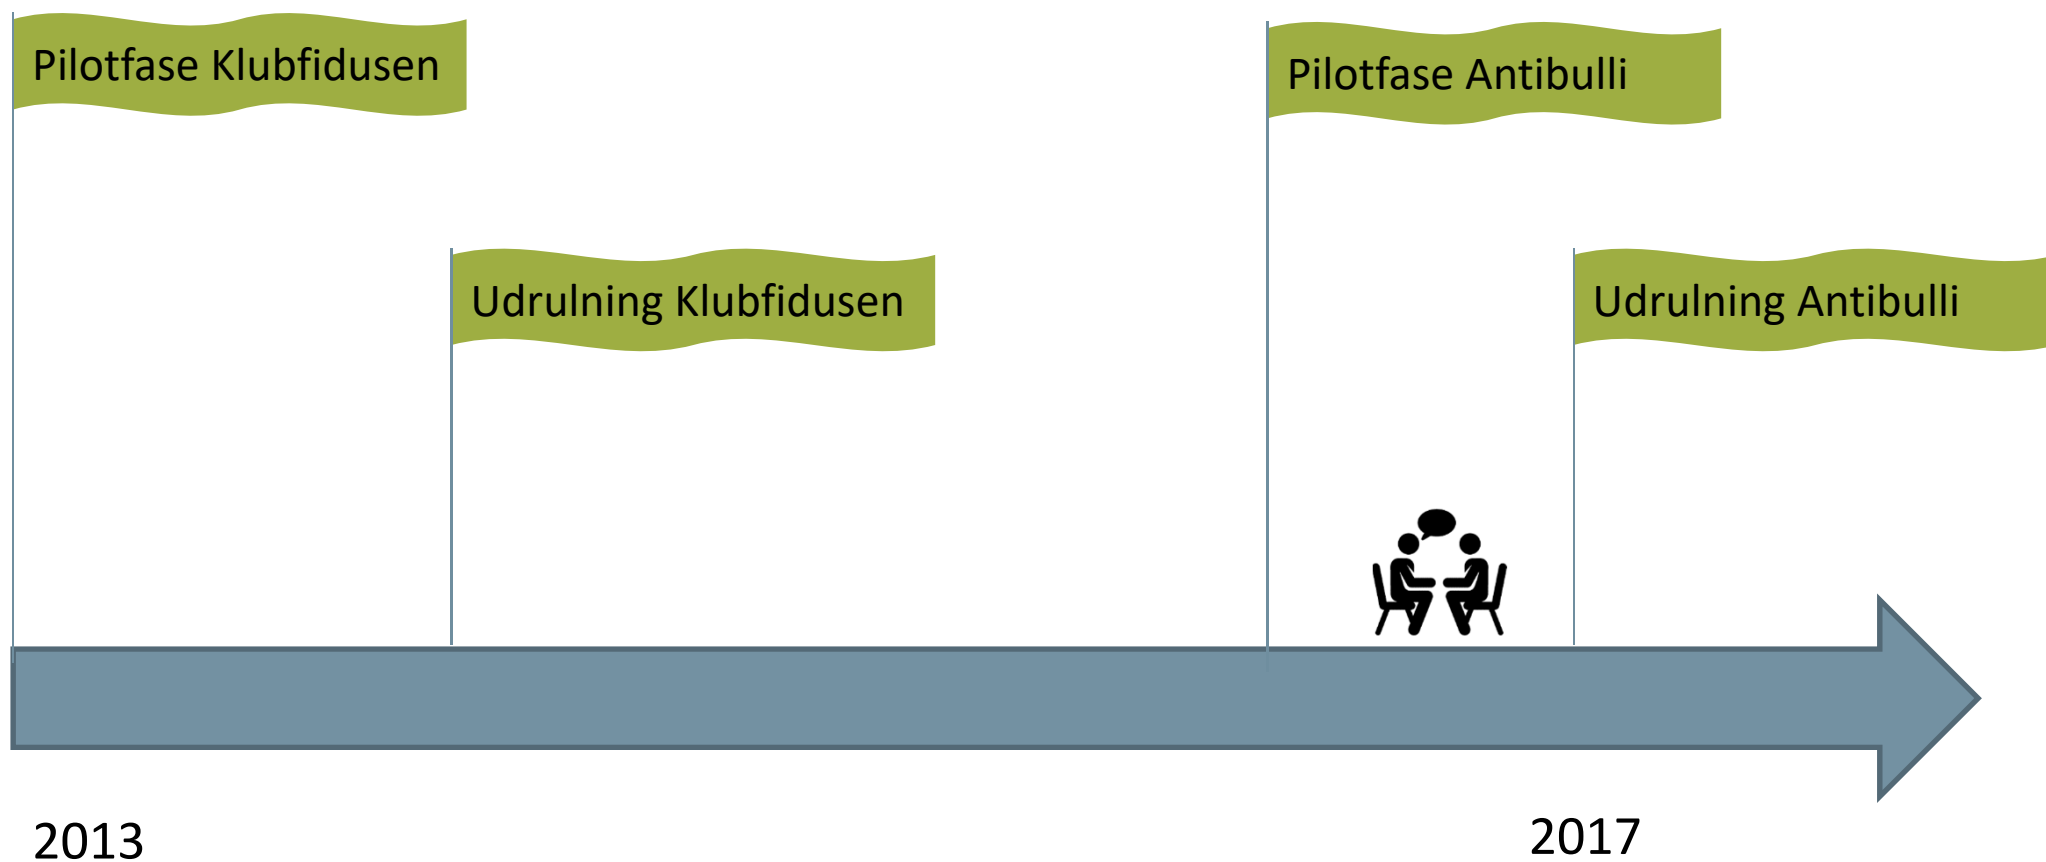 Pilotfase Klubfidusen
Pilotfase Antibulli
Udrulning Klubfidusen
Udrulning Antibulli
2013
2017